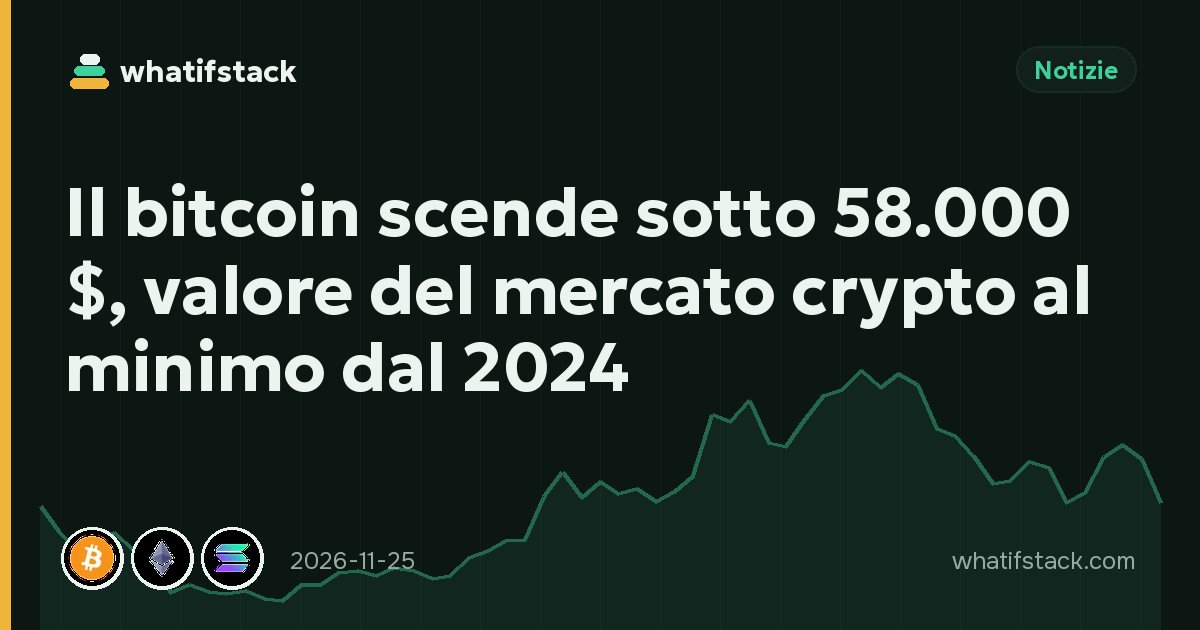 whatifstack
Notizie
Il bitcoin scende sotto 58.000
$, valore del mercato crypto al
minimo dal 2024
2026-11-25
whatifstack.com